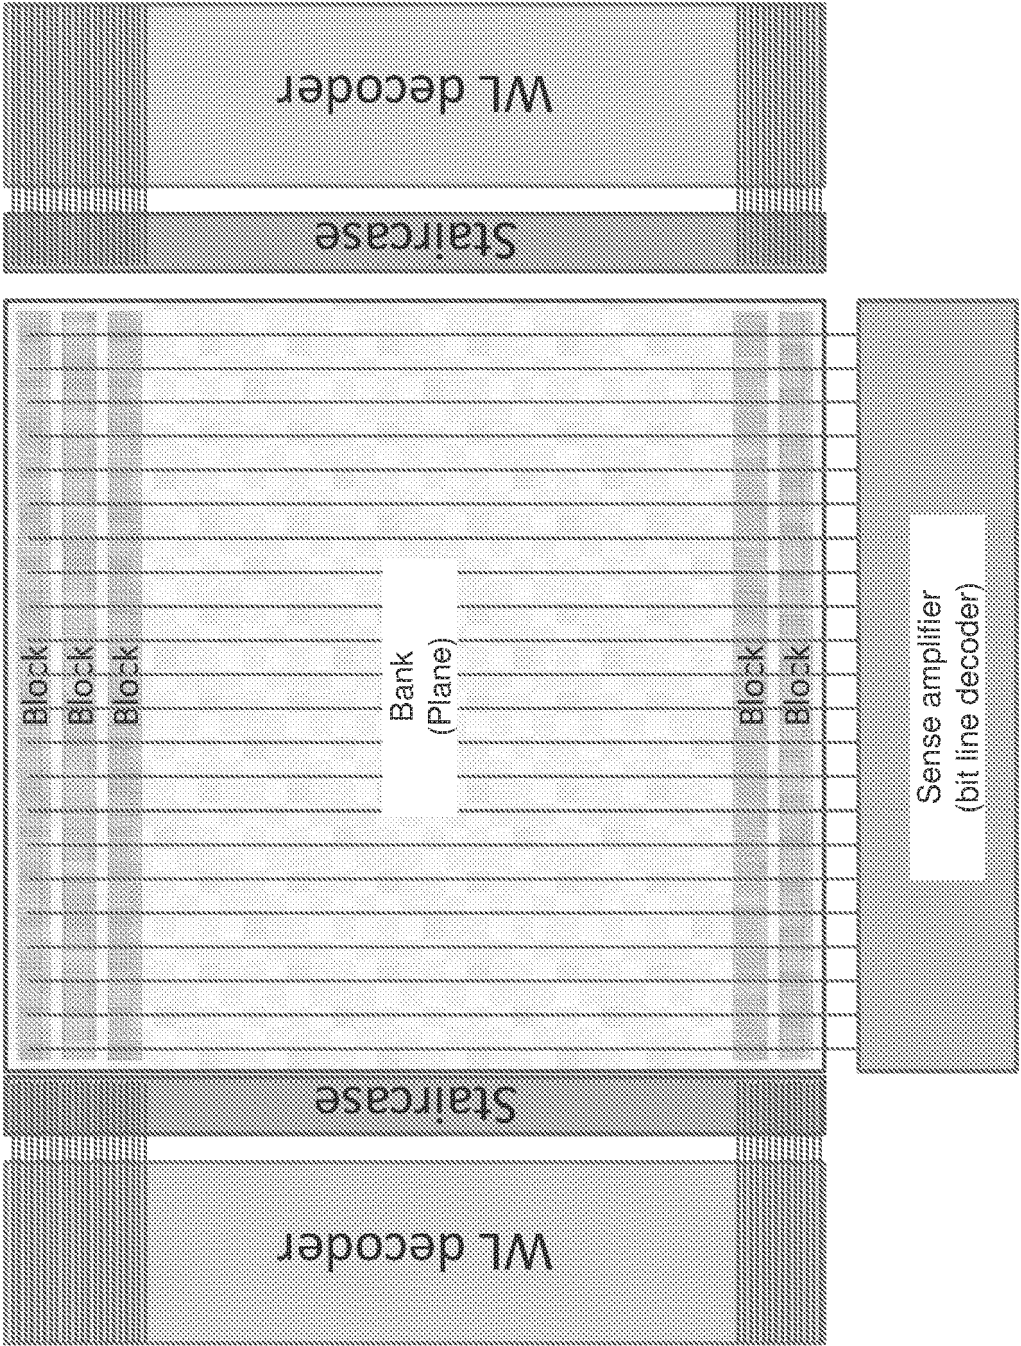 WL decoder
Staircase
Block
Block
Block
Bank
(Plane)
Block
Block
Sense amplifier
(bit line decoder)
Staircase
WL decoder